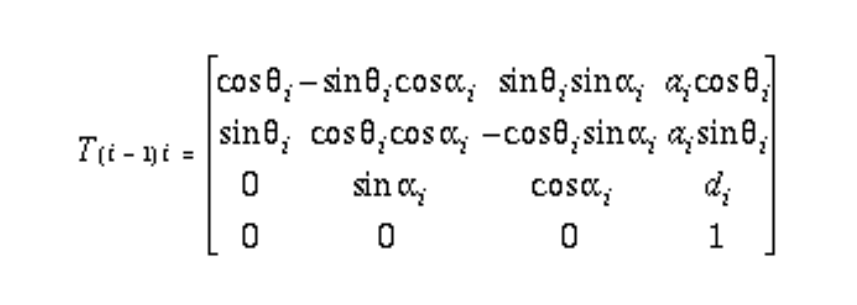 cosθᵢ −sinθᵢcosαᵢ sinθᵢsinαᵢ aᵢcosθᵢ
sinθᵢ cosθᵢcosαᵢ −cosθᵢsinαᵢ aᵢsinθᵢ
T₍ᵢ₋₁₎ᵢ =
0 sinαᵢ cosαᵢ dᵢ
0 0 0 1